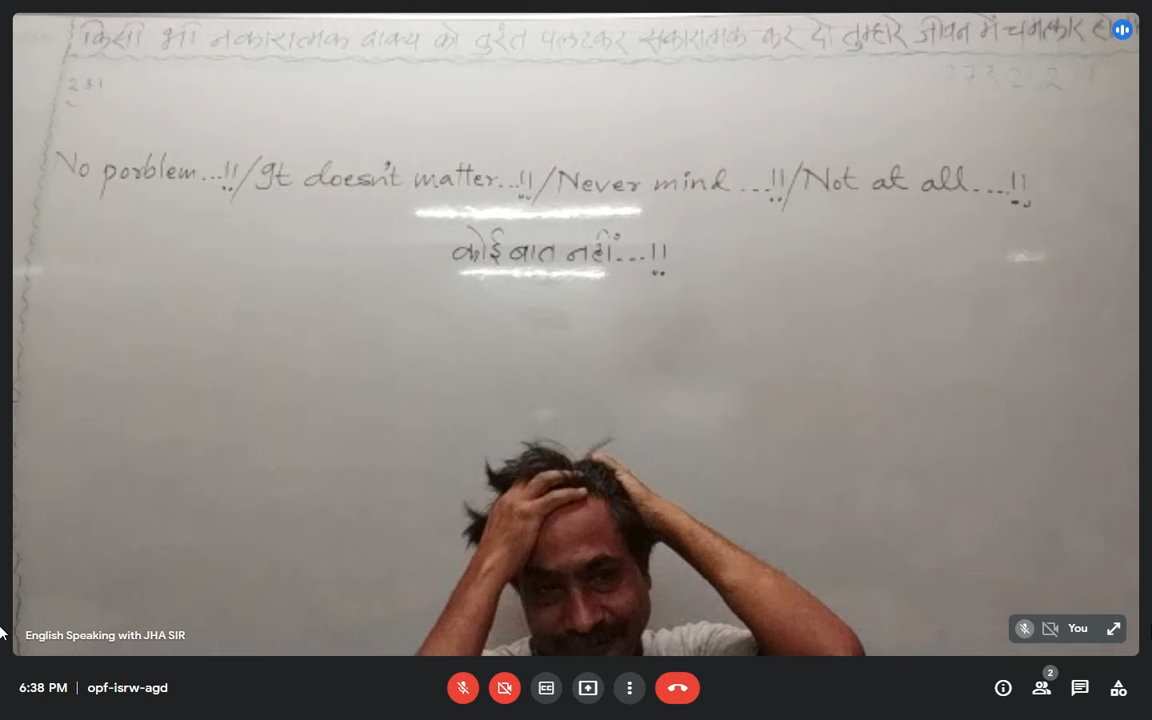 किसी भी नकारात्मक वाक्य को तुरंत पलटकर सकारात्मक कर दो तुम्हारे जीवन में चमत्कार
231
No porblem...!!/It doesn't matter...!!/Never mind ...!!/Not at all....!!
कोई बात नहीं...!!
English Speaking with JHA SIR
You
6:38 PM | opf-isrw-agd
2